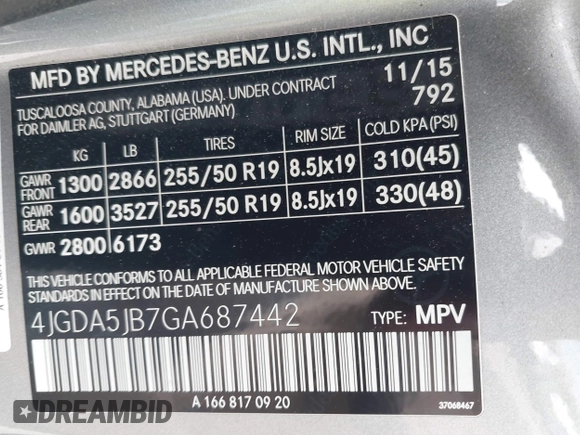 MFD BY MERCEDES-BENZ U.S. INTL., INC
TUSCALOOSA COUNTY, ALABAMA (USA). UNDER CONTRACT 11/15
FOR DAIMLER AG, STUTTGART (GERMANY) 792
KG LB TIRES RIM SIZE COLD KPA (PSI)
GAWR FRONT 1300 2866 255/50 R19 8.5Jx19 310(45)
GAWR REAR 1600 3527 255/50 R19 8.5Jx19 330(48)
GVWR 2800 6173
THIS VEHICLE CONFORMS TO ALL APPLICABLE FEDERAL MOTOR VEHICLE SAFETY
STANDARDS IN EFFECT ON THE DATE OF MANUFACTURE SHOWN ABOVE.
4JGDA5JB7GA687442 TYPE: MPV
A 166 817 09 20
37068467
DREAMBID